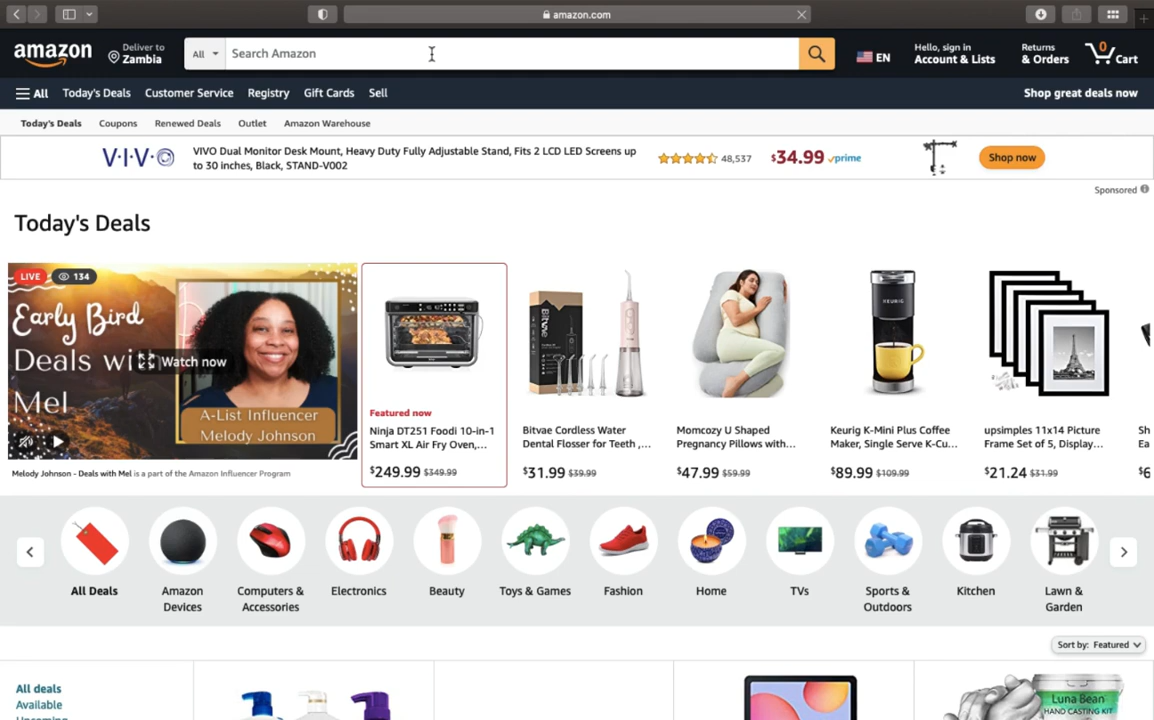 amazon.com
amazon
Deliver to
Zambia
All
Search Amazon
EN
Hello, sign in
Account & Lists
Returns
& Orders
0
Cart
All
Today's Deals
Customer Service
Registry
Gift Cards
Sell
Shop great deals now
Today's Deals
Coupons
Renewed Deals
Outlet
Amazon Warehouse
V·I·V·O
VIVO Dual Monitor Desk Mount, Heavy Duty Fully Adjustable Stand, Fits 2 LCD LED Screens up
to 30 inches, Black, STAND-V002
48,537
$34.99
prime
Shop now
Sponsored
Today's Deals
LIVE
134
Early Bird
Deals with
Mel
Watch now
A-List Influencer
Melody Johnson
Melody Johnson - Deals with Mel is a part of the Amazon Influencer Program
Featured now
Ninja DT251 Foodi 10-in-1
Smart XL Air Fry Oven,...
$249.99 $349.99
Bitvae
Bitvae Cordless Water
Dental Flosser for Teeth ,...
$31.99 $39.99
Momcozy U Shaped
Pregnancy Pillows with...
$47.99 $59.99
KEURIG
Keurig K-Mini Plus Coffee
Maker, Single Serve K-Cu...
$89.99 $109.99
upsimples 11x14 Picture
Frame Set of 5, Display...
$21.24 $31.99
Sh
Ea
$6
All Deals
Amazon
Devices
Computers &
Accessories
Electronics
Beauty
Toys & Games
Fashion
Home
TVs
Sports &
Outdoors
Kitchen
Lawn &
Garden
Sort by: Featured
All deals
Available
Upcoming
Luna Bean
HAND CASTING KIT